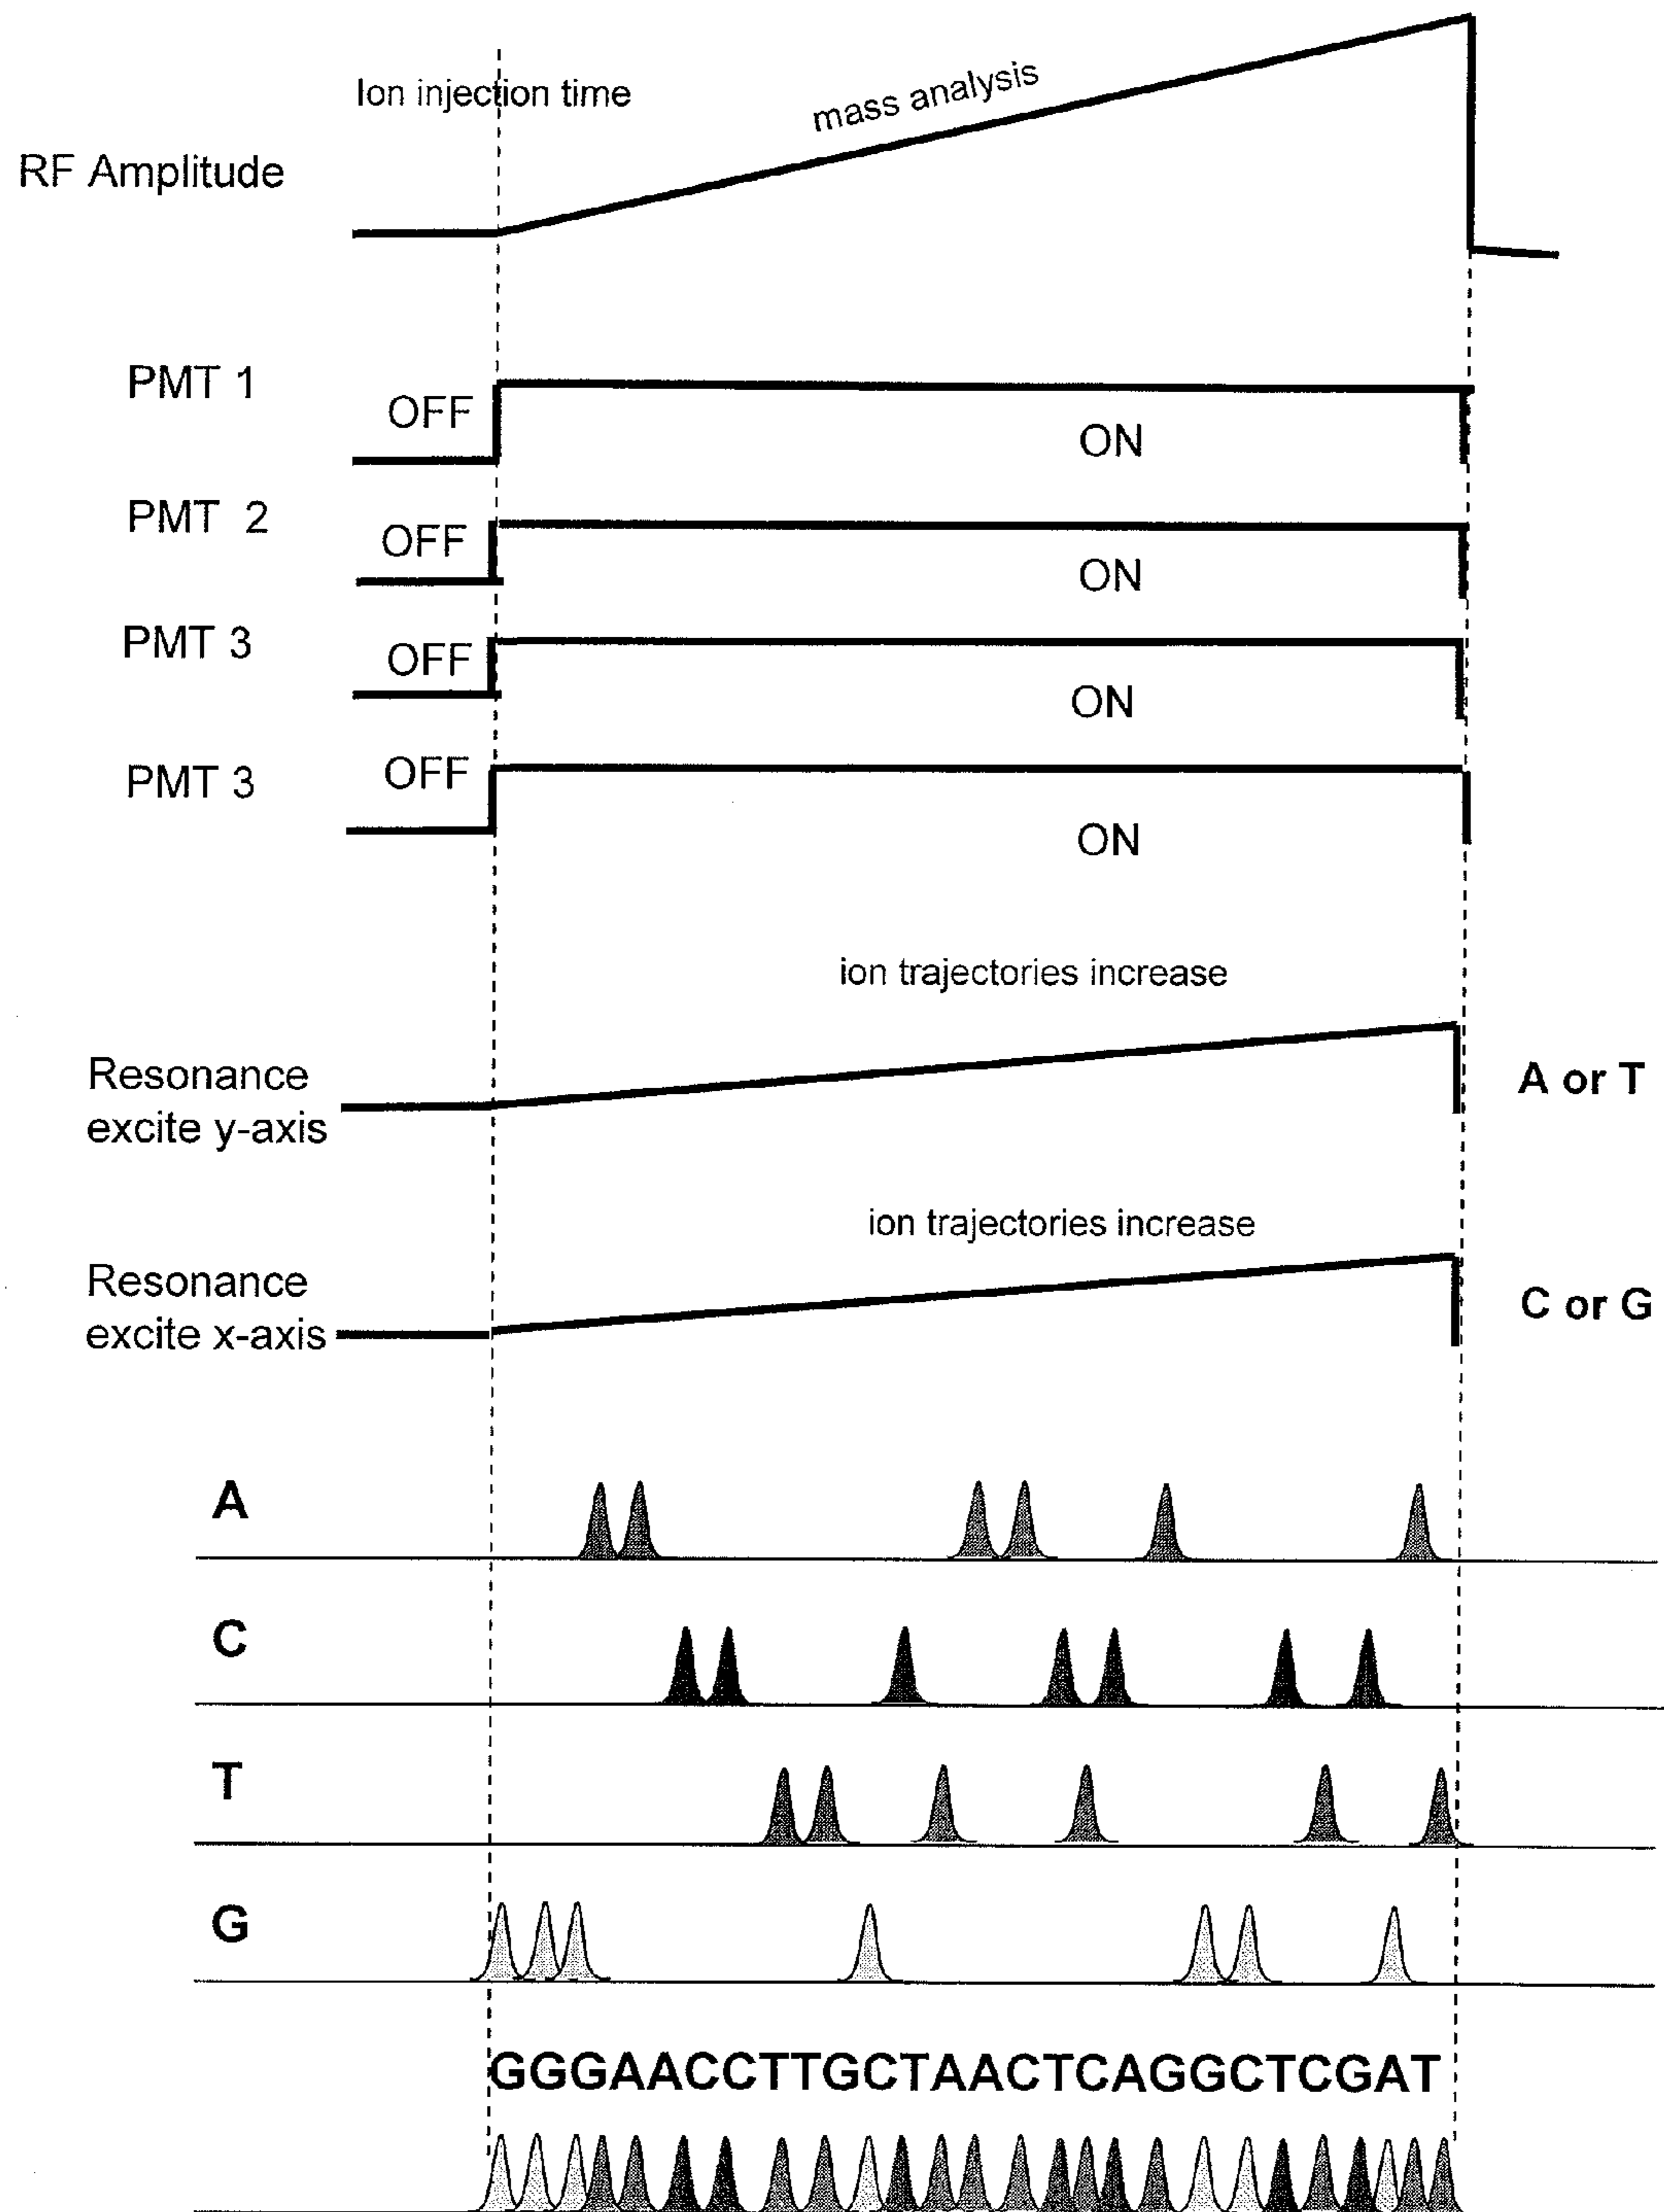 Ion injection time
mass analysis
RF Amplitude
PMT 1
OFF
ON
PMT 2
OFF
ON
PMT 3
OFF
ON
PMT 3
OFF
ON
ion trajectories increase
Resonance
excite y-axis
A or T
ion trajectories increase
Resonance
excite x-axis
C or G
A
C
T
G
GGGAACCTTGCTAACTCAGGCTCGAT